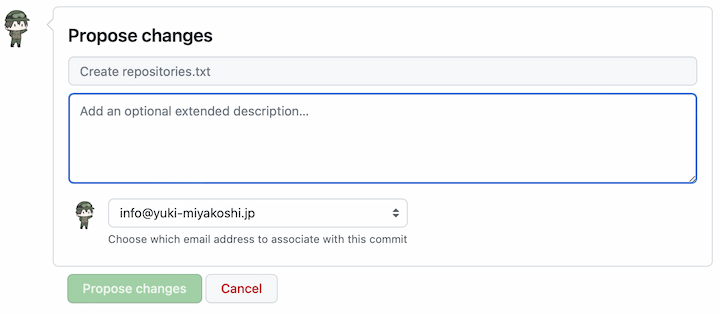 Propose changes
Create repositories.txt
Add an optional extended description...
info@yuki-miyakoshi.jp
Choose which email address to associate with this commit
Propose changes
Cancel